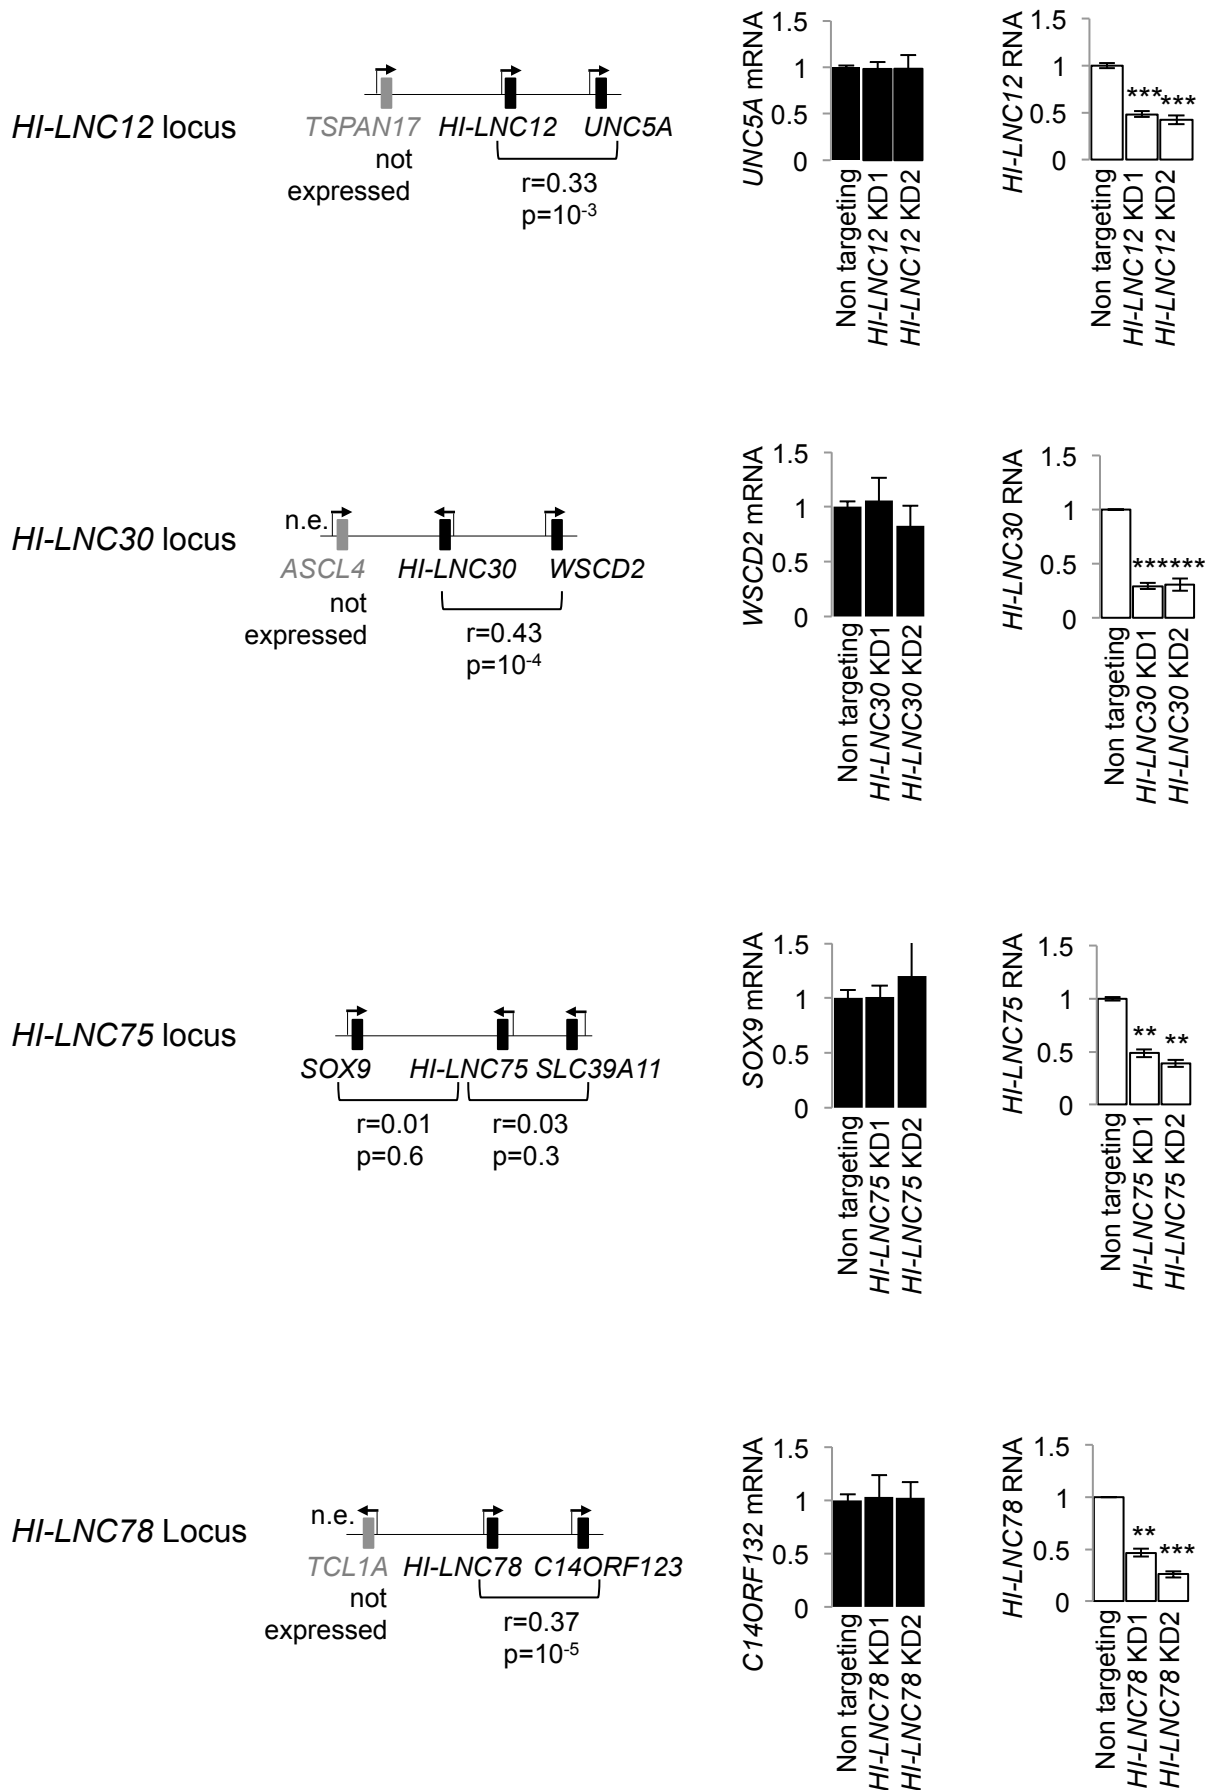 HI-LNC12 locus
TSPAN17 HI-LNC12 UNC5A
not
expressed
r=0.33
p=10-3
UNC5A mRNA
1.5
1
0.5
0
Non targeting
HI-LNC12 KD1
HI-LNC12 KD2
HI-LNC12 RNA
1.5
1
0.5
0
*** ***
Non targeting
HI-LNC12 KD1
HI-LNC12 KD2
HI-LNC30 locus
n.e.
ASCL4 HI-LNC30 WSCD2
not
expressed
r=0.43
p=10-4
WSCD2 mRNA
1.5
1
0.5
0
Non targeting
HI-LNC30 KD1
HI-LNC30 KD2
HI-LNC30 RNA
1.5
1
0.5
0
******
Non targeting
HI-LNC30 KD1
HI-LNC30 KD2
HI-LNC75 locus
SOX9 HI-LNC75 SLC39A11
r=0.01 r=0.03
p=0.6 p=0.3
SOX9 mRNA
1.5
1
0.5
0
Non targeting
HI-LNC75 KD1
HI-LNC75 KD2
HI-LNC75 RNA
1.5
1
0.5
0
** **
Non targeting
HI-LNC75 KD1
HI-LNC75 KD2
HI-LNC78 Locus
n.e.
TCL1A HI-LNC78 C14ORF123
not
expressed
r=0.37
p=10-5
C14ORF132 mRNA
1.5
1
0.5
0
Non targeting
HI-LNC78 KD1
HI-LNC78 KD2
HI-LNC78 RNA
1.5
1
0.5
0
** ***
Non targeting
HI-LNC78 KD1
HI-LNC78 KD2